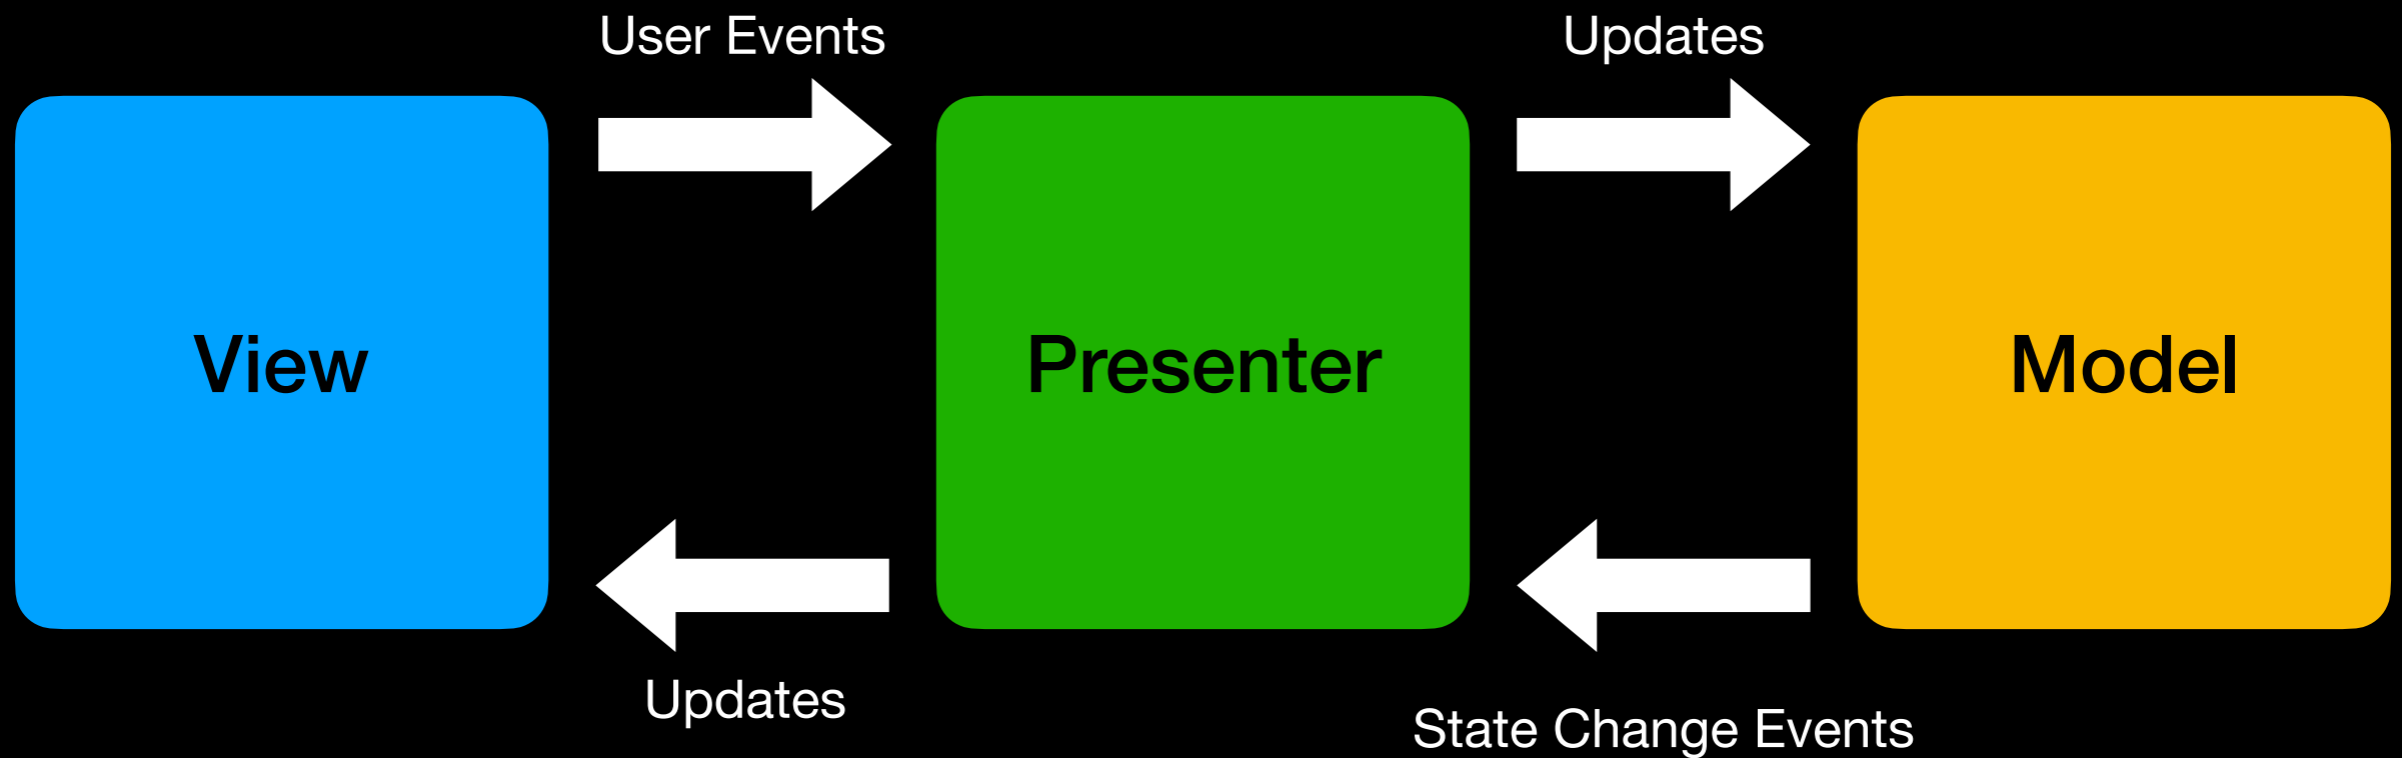 User Events
Updates
View
Presenter
Model
Updates
State Change Events